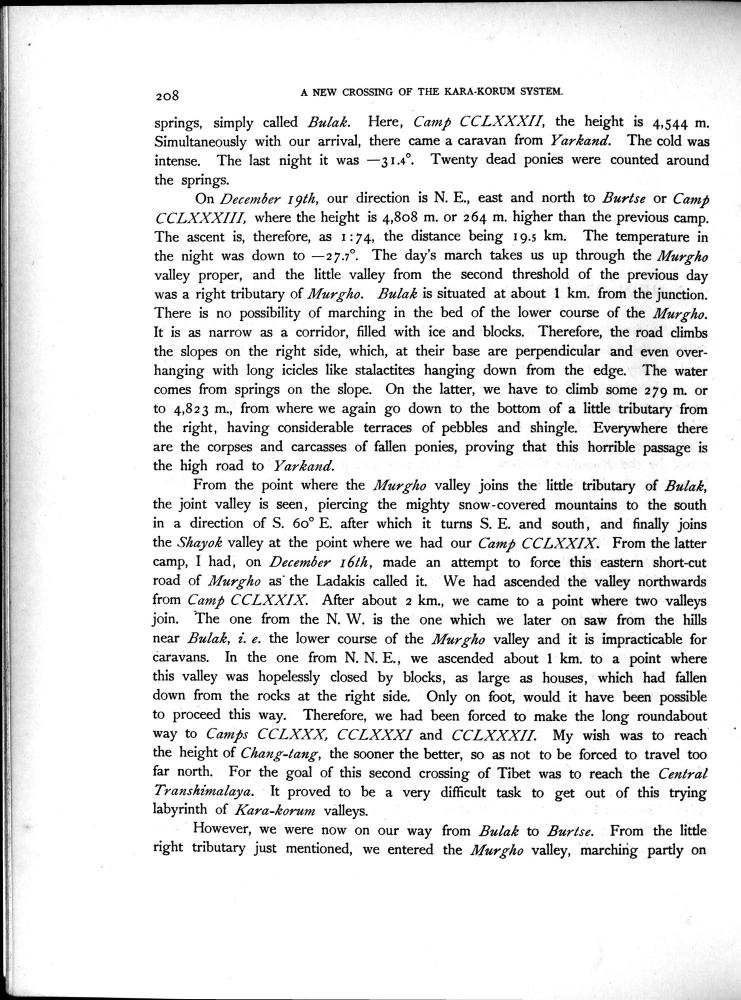 208
A NEW CROSSING OF THE KARA-KORUM SYSTEM.
springs, simply called Bulak. Here, Camp CCLXXXII, the height is 4,544 m.
Simultaneously with our arrival, there came a caravan from Yarkand. The cold was
intense. The last night it was —31.4°. Twenty dead ponies were counted around
the springs.
On December 19th, our direction is N. E., east and north to Burtse or Camp
CCLXXXIII, where the height is 4,808 m. or 264 m. higher than the previous camp.
The ascent is, therefore, as 1:74, the distance being 19.5 km. The temperature in
the night was down to —27.7°. The day's march takes us up through the Murgho
valley proper, and the little valley from the second threshold of the previous day
was a right tributary of Murgho. Bulak is situated at about 1 km. from the junction.
There is no possibility of marching in the bed of the lower course of the Murgho.
It is as narrow as a corridor, filled with ice and blocks. Therefore, the road climbs
the slopes on the right side, which, at their base are perpendicular and even over-
hanging with long icicles like stalactites hanging down from the edge. The water
comes from springs on the slope. On the latter, we have to climb some 279 m. or
to 4,823 m., from where we again go down to the bottom of a little tributary from
the right, having considerable terraces of pebbles and shingle. Everywhere there
are the corpses and carcasses of fallen ponies, proving that this horrible passage is
the high road to Yarkand.
From the point where the Murgho valley joins the little tributary of Bulak,
the joint valley is seen, piercing the mighty snow-covered mountains to the south
in a direction of S. 60° E. after which it turns S. E. and south, and finally joins
the Shayok valley at the point where we had our Camp CCLXXIX. From the latter
camp, I had, on December 16th, made an attempt to force this eastern short-cut
road of Murgho as the Ladakis called it. We had ascended the valley northwards
from Camp CCLXXIX. After about 2 km., we came to a point where two valleys
join. The one from the N. W. is the one which we later on saw from the hills
near Bulak, i. e. the lower course of the Murgho valley and it is impracticable for
caravans. In the one from N. N. E., we ascended about 1 km. to a point where
this valley was hopelessly closed by blocks, as large as houses, which had fallen
down from the rocks at the right side. Only on foot, would it have been possible
to proceed this way. Therefore, we had been forced to make the long roundabout
way to Camps CCLXXX, CCLXXXI and CCLXXXII. My wish was to reach
the height of Chang-tang, the sooner the better, so as not to be forced to travel too
far north. For the goal of this second crossing of Tibet was to reach the Central
Transhimalaya. It proved to be a very difficult task to get out of this trying
labyrinth of Kara-korum valleys.
However, we were now on our way from Bulak to Burtse. From the little
right tributary just mentioned, we entered the Murgho valley, marching partly on